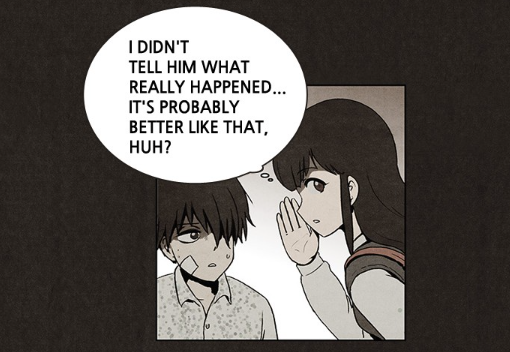 I DIDN'T
TELL HIM WHAT
REALLY HAPPENED...
IT'S PROBABLY
BETTER LIKE THAT,
HUH?